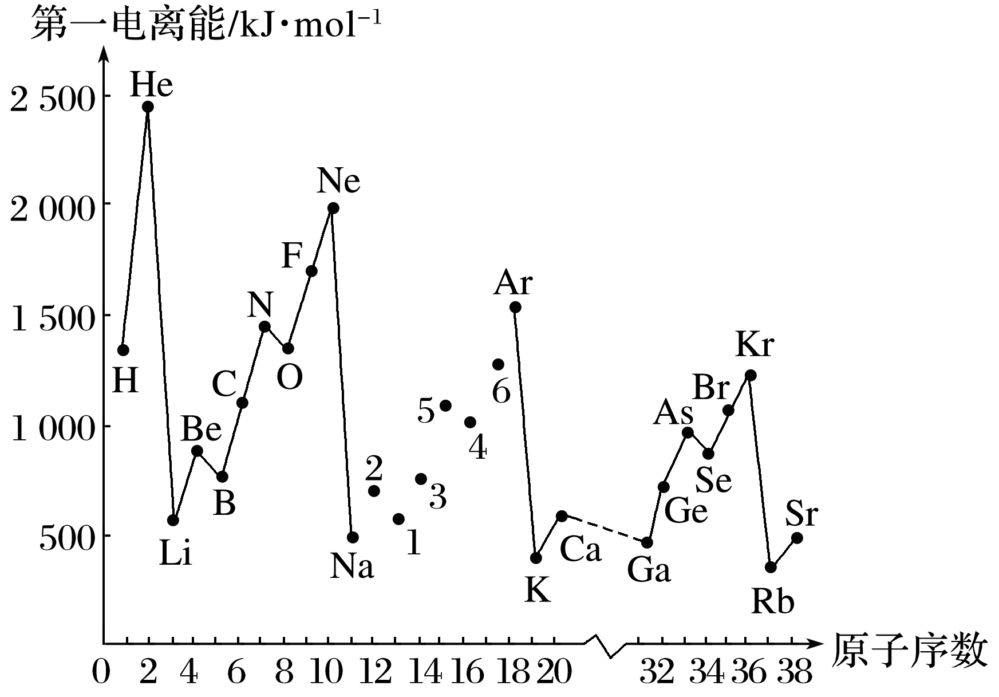 第一电离能/kJ·mol⁻¹
He
2 500
Ne
2 000
F
Ar
N
1 500
Kr
H
C
O
6
Br
5
As
1 000
Be
4
2
3
Se
B
Ge
Sr
500
1
Li
Ca
Na
Ga
K
Rb
原子序数
0 2 4 6 8 10 12 14 16 18 20 32 34 36 38